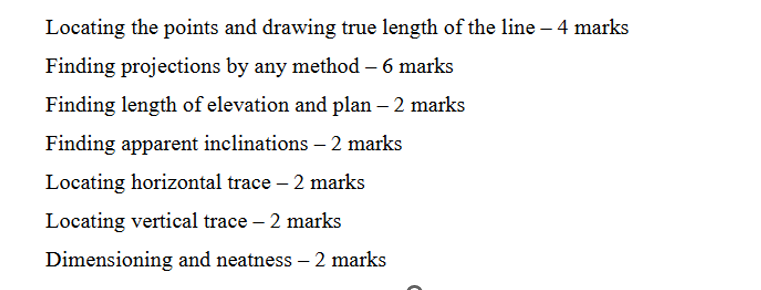 Locating the points and drawing true length of the line – 4 marks
Finding projections by any method – 6 marks
Finding length of elevation and plan – 2 marks
Finding apparent inclinations – 2 marks
Locating horizontal trace – 2 marks
Locating vertical trace – 2 marks
Dimensioning and neatness – 2 marks